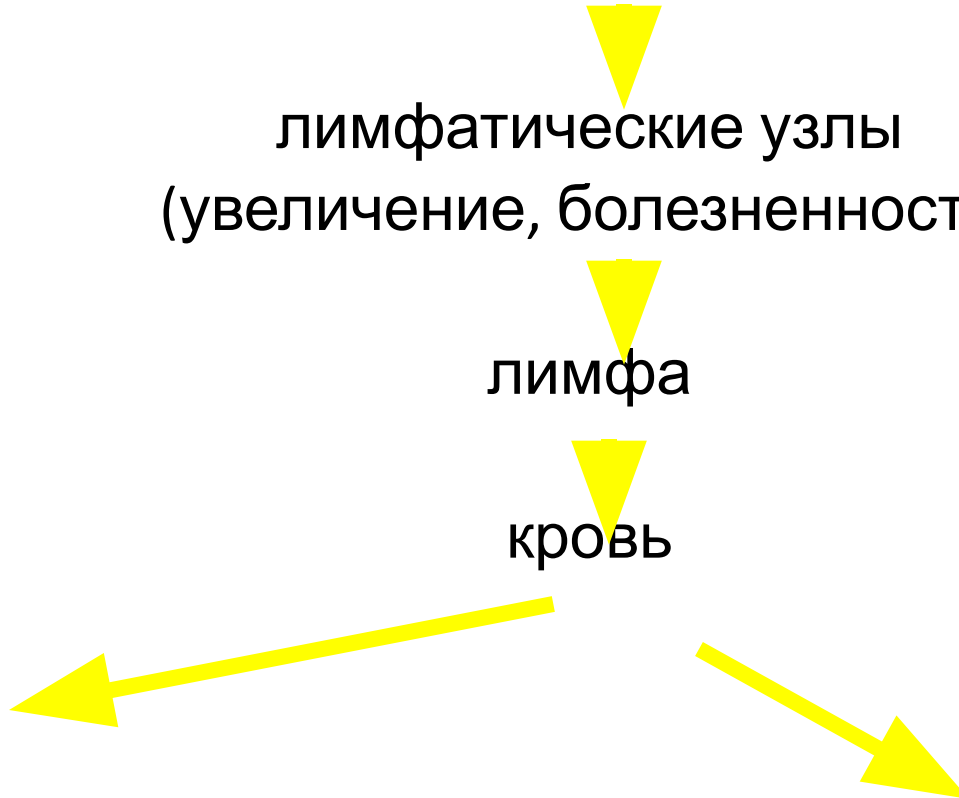 лимфатические узлы
(увеличение, болезненност
лимфа
кровь